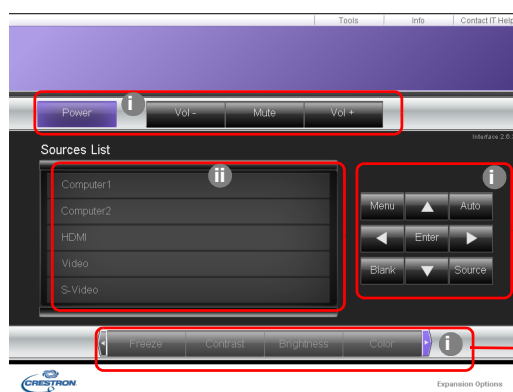 Tools Info Contact IT Help
Power i Vol - Mute Vol +
Interface 2.6.
Sources List
ii
i
Computer1
Computer2
HDMI
Video
S-Video
Menu Auto
Enter
Blank Source
Freeze Contrast Brightness Color i
CRESTRON
Expansion Options